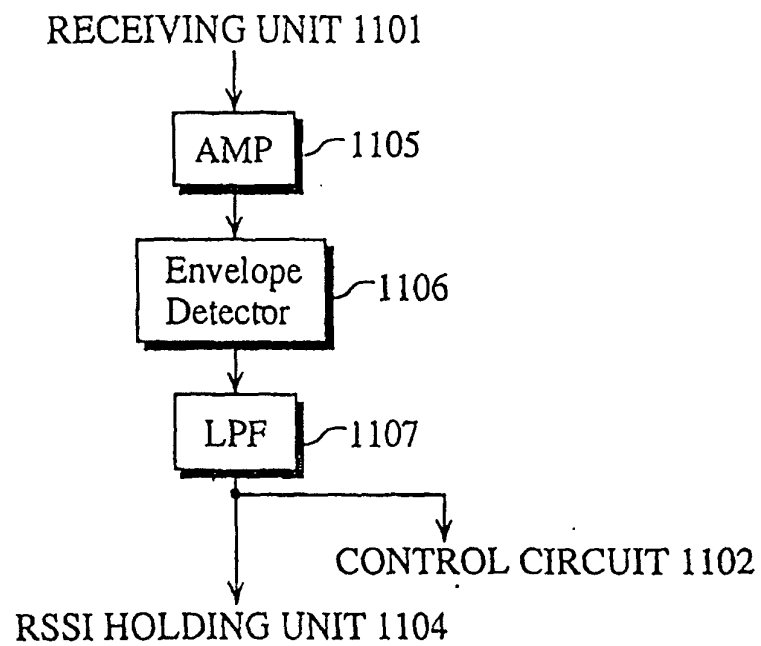 RECEIVING UNIT 1101
AMP
1105
Envelope
Detector
1106
LPF
1107
CONTROL CIRCUIT 1102
RSSI HOLDING UNIT 1104